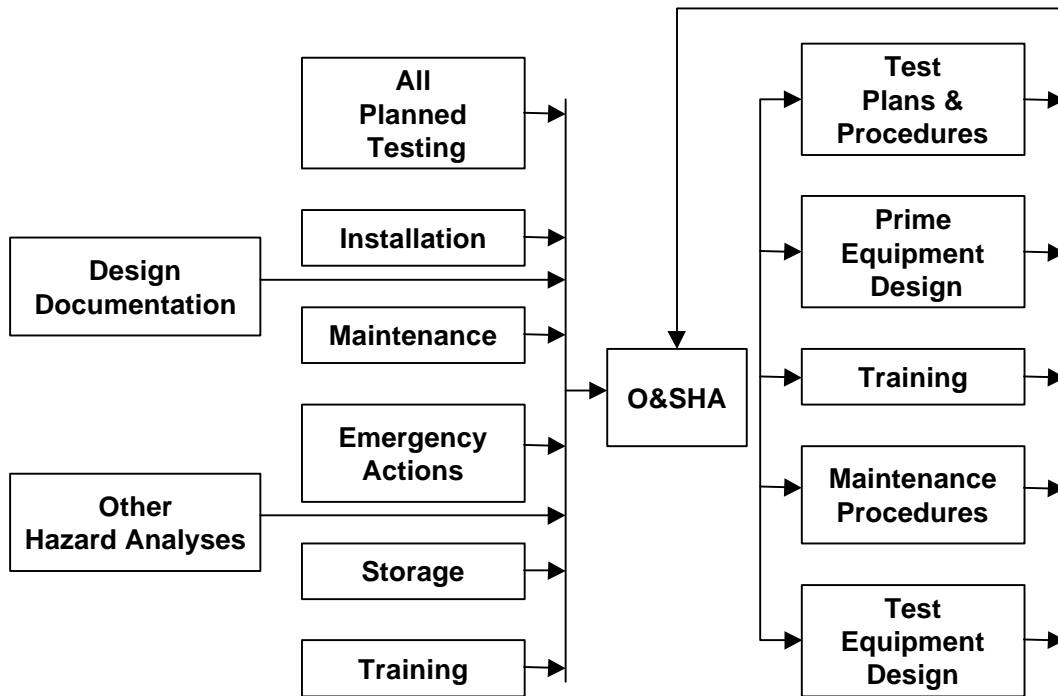 All
Planned
Testing
Installation
Design
Documentation
Maintenance
Emergency
Actions
Other
Hazard Analyses
Storage
Training
O&SHA
Test
Plans &
Procedures
Prime
Equipment
Design
Training
Maintenance
Procedures
Test
Equipment
Design